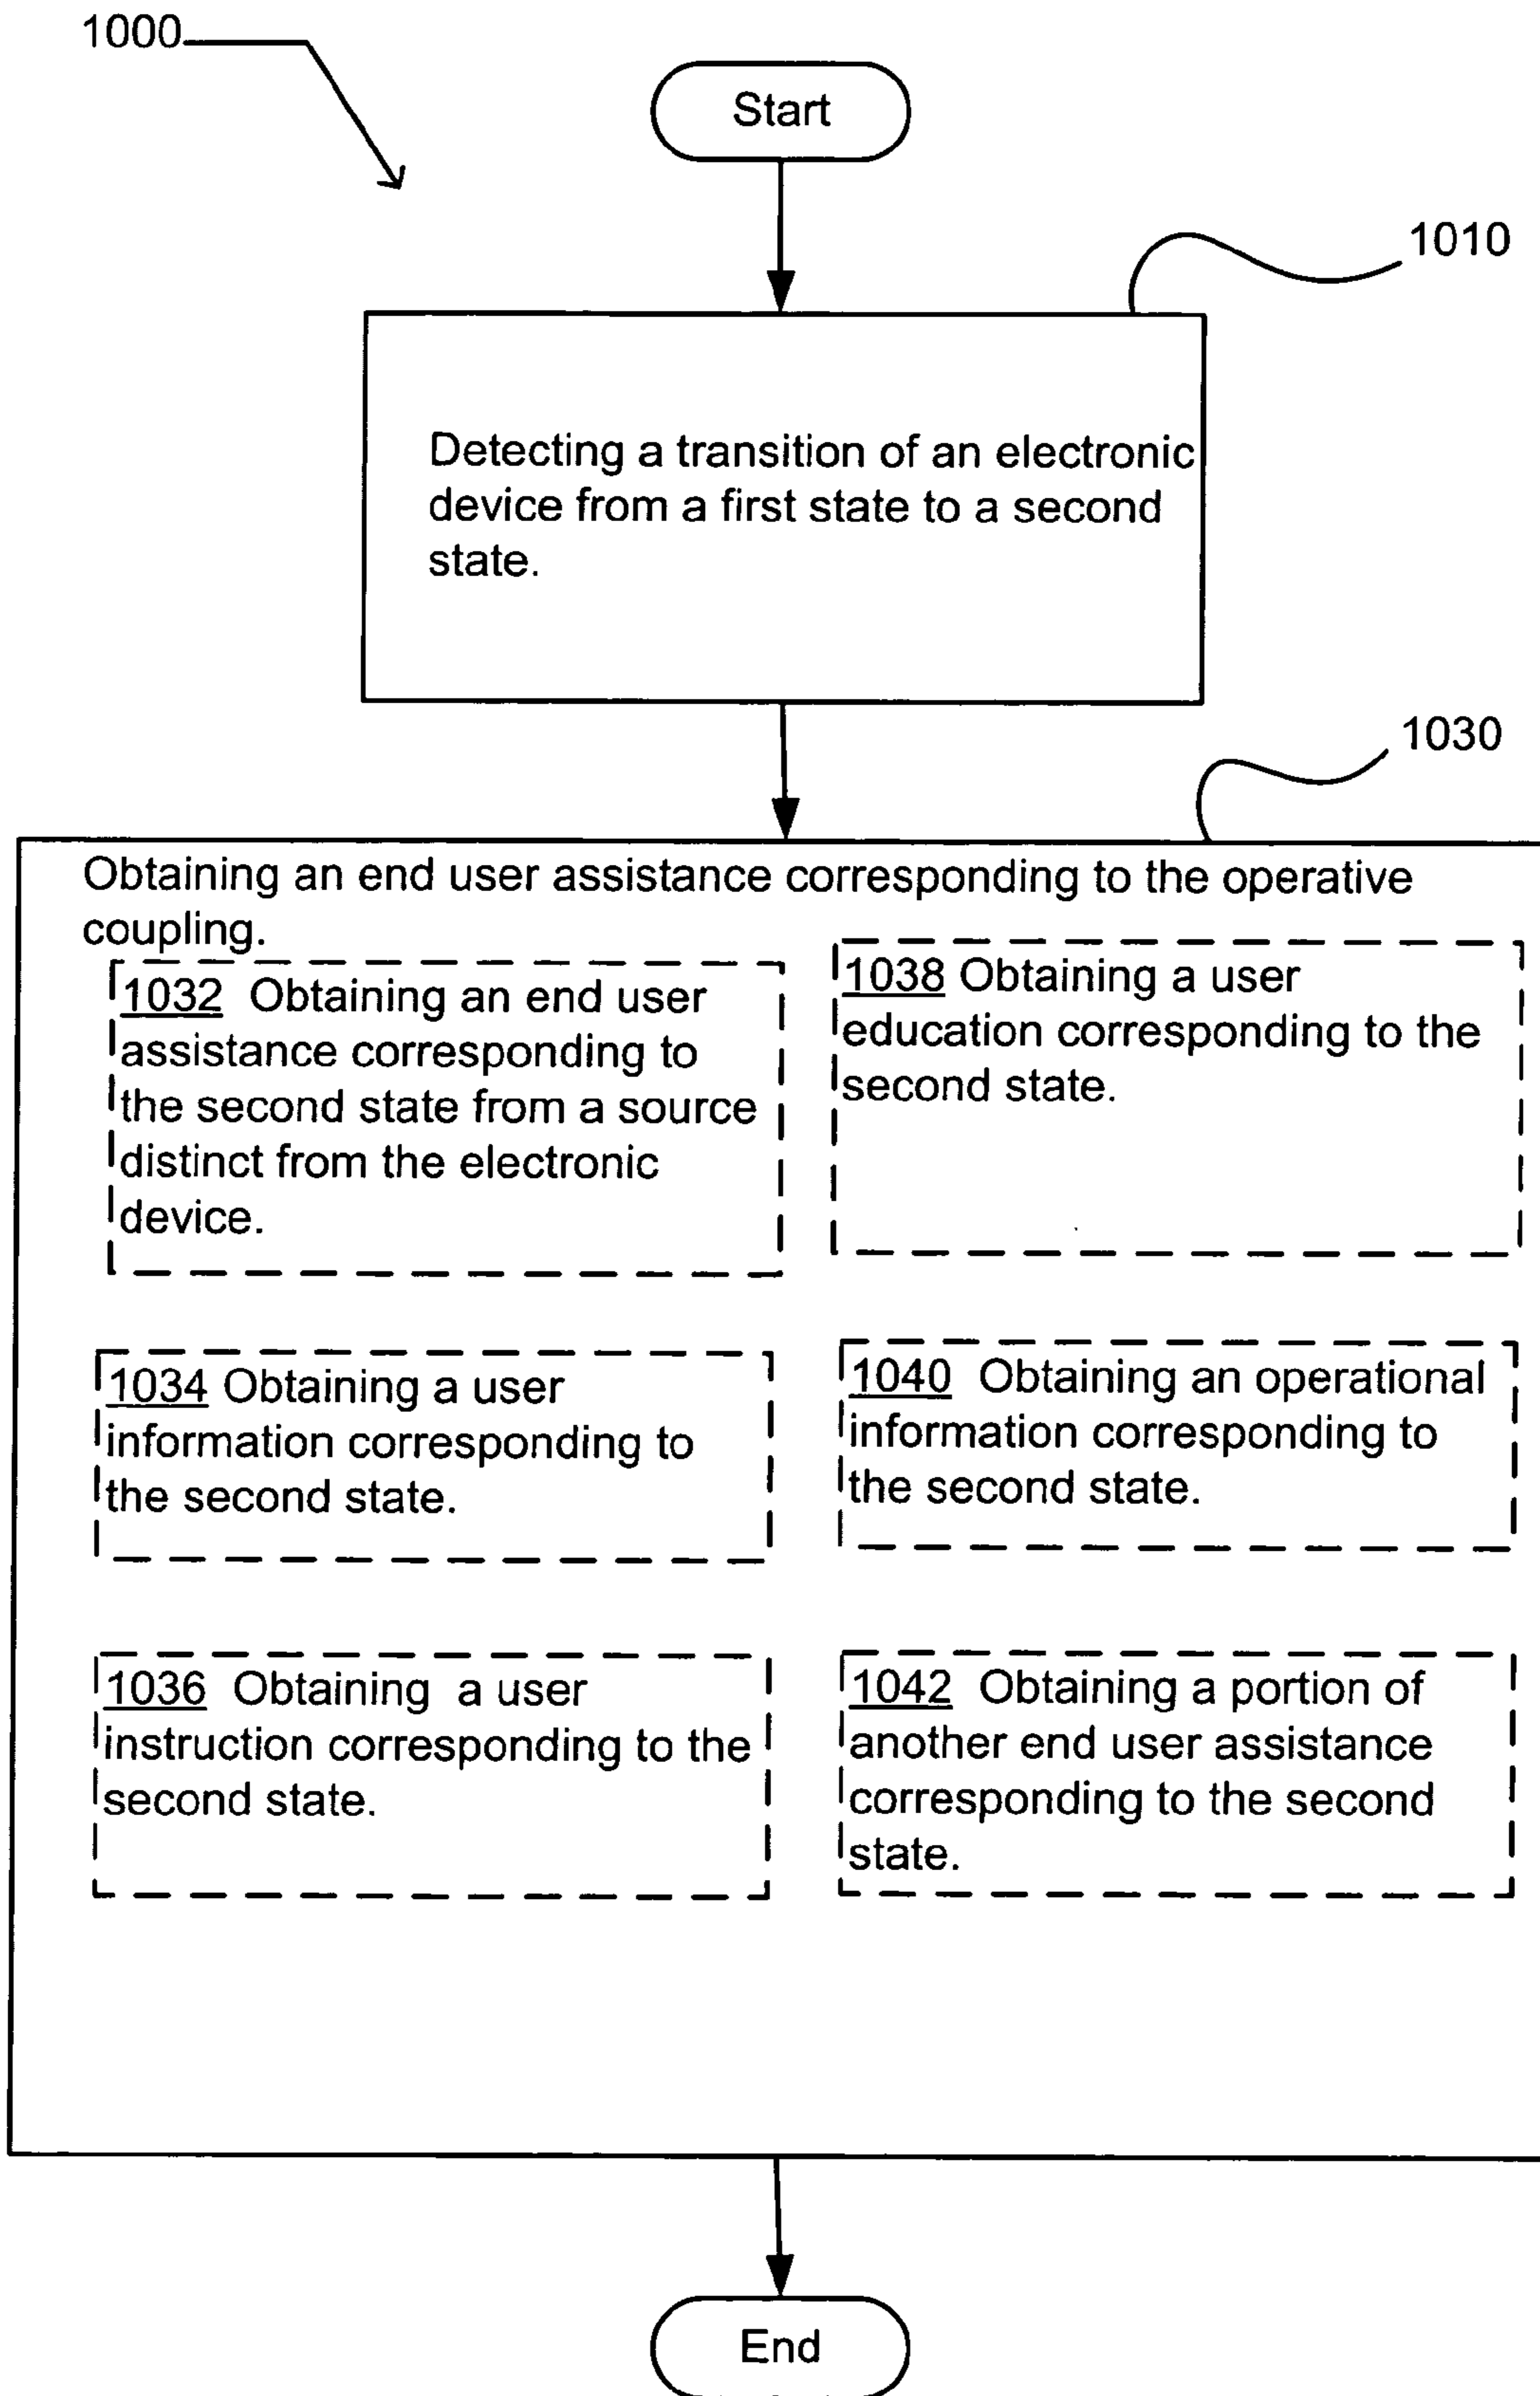 1000
Start
1010
Detecting a transition of an electronic
device from a first state to a second
state.
1030
Obtaining an end user assistance corresponding to the operative
coupling.
1032 Obtaining an end user
assistance corresponding to
the second state from a source
distinct from the electronic
device.
1038 Obtaining a user
education corresponding to the
second state.
1034 Obtaining a user
information corresponding to
the second state.
1040 Obtaining an operational
information corresponding to
the second state.
1036 Obtaining a user
instruction corresponding to the
second state.
1042 Obtaining a portion of
another end user assistance
corresponding to the second
state.
End